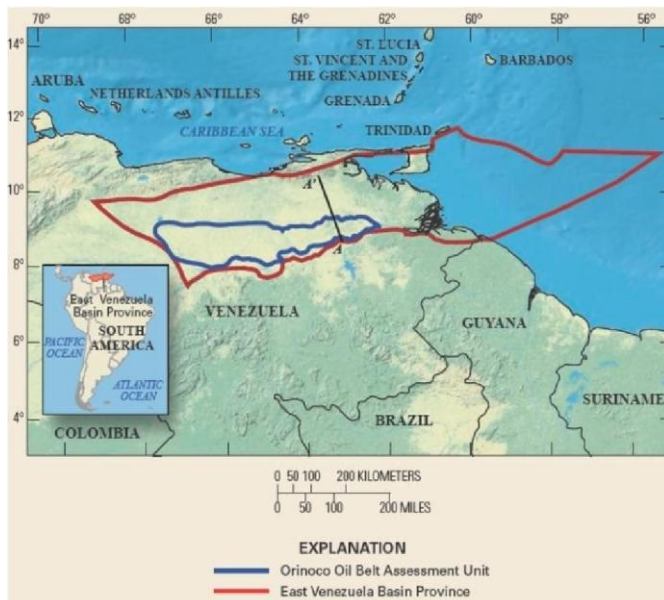 70° 68° 66° 64° 62° 60° 58° 56°
14°
ST. LUCIA
ST. VINCENT AND
THE GRENADINES
BARBADOS
ARUBA
NETHERLANDS ANTILLES
GRENADA
12°
CARIBBEAN SEA
TRINIDAD
10°
A'
8°
A
East Venezuela
Basin Province
SOUTH
AMERICA
PACIFIC
OCEAN
ATLANTIC
OCEAN
VENEZUELA
GUYANA
6°
SURINAME
4°
COLOMBIA
BRAZIL
0 50 100 200 KILOMETERS
0 50 100 200 MILES
EXPLANATION
Orinoco Oil Belt Assessment Unit
East Venezuela Basin Province